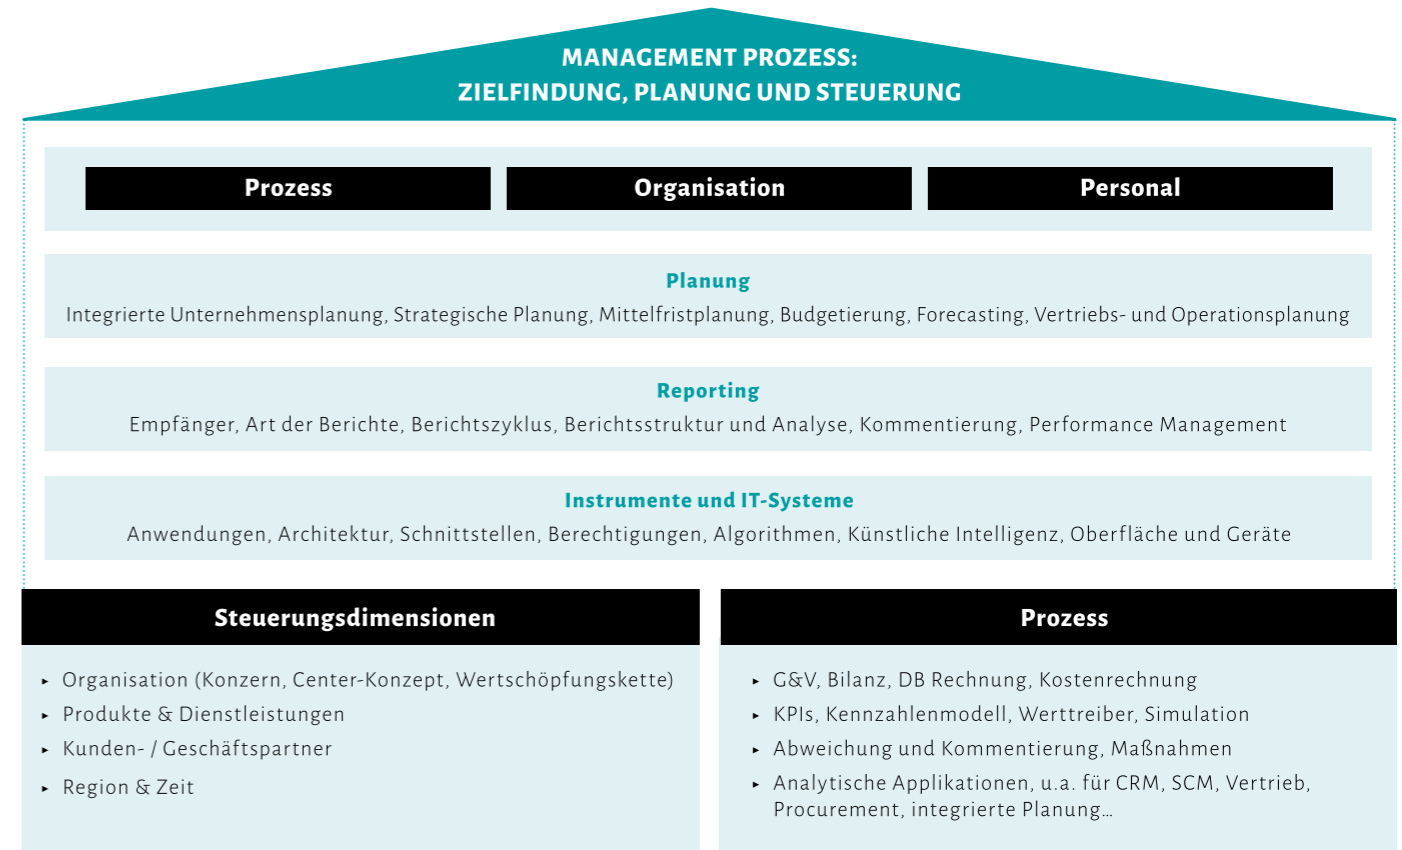 MANAGEMENT PROZESS:
ZIELFINDUNG, PLANUNG UND STEUERUNG
Prozess
Organisation
Personal
Planung
Integrierte Unternehmensplanung, Strategische Planung, Mittelfristplanung, Budgetierung, Forecasting, Vertriebs- und Operationsplanung
Reporting
Empfänger, Art der Berichte, Berichtszyklus, Berichtsstruktur und Analyse, Kommentierung, Performance Management
Instrumente und IT-Systeme
Anwendungen, Architektur, Schnittstellen, Berechtigungen, Algorithmen, Künstliche Intelligenz, Oberfläche und Geräte
Steuerungsdimensionen
▸ Organisation (Konzern, Center-Konzept, Wertschöpfungskette)
▸ Produkte & Dienstleistungen
▸ Kunden- / Geschäftspartner
▸ Region & Zeit
Prozess
▸ G&V, Bilanz, DB Rechnung, Kostenrechnung
▸ KPIs, Kennzahlenmodell, Werttreiber, Simulation
▸ Abweichung und Kommentierung, Maßnahmen
▸ Analytische Applikationen, u.a. für CRM, SCM, Vertrieb,
Procurement, integrierte Planung…